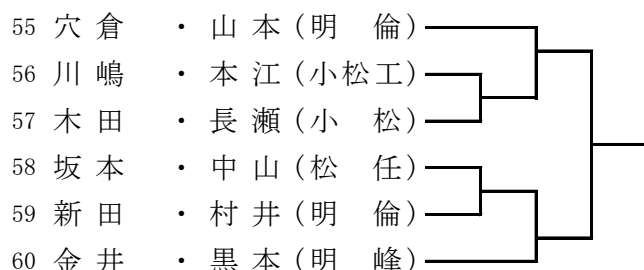 55 穴倉 ・ 山本(明 倫)
56 川嶋 ・ 本江(小松工)
57 木田 ・ 長瀬(小 松)
58 坂本 ・ 中山(松 任)
59 新田 ・ 村井(明 倫)
60 金井 ・ 黒本(明 峰)